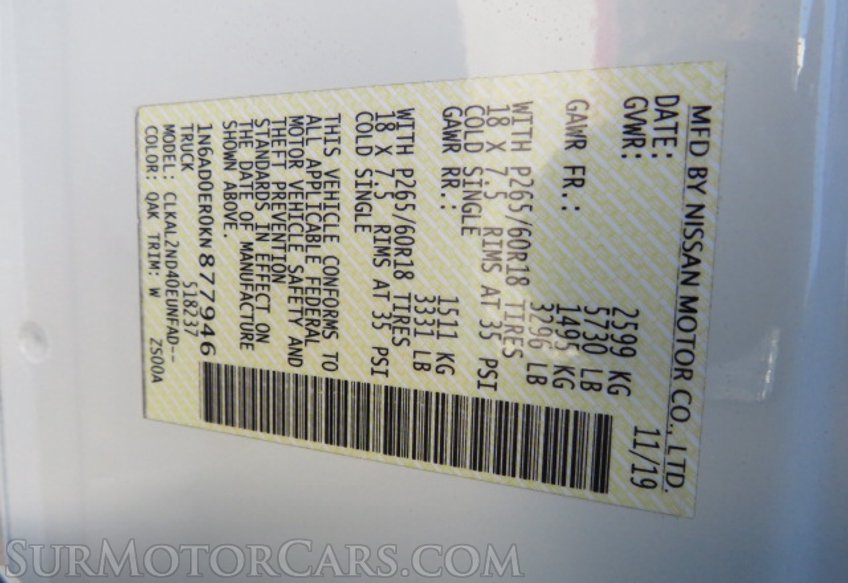 MFD BY NISSAN MOTOR CO., LTD.
DATE: 11/19
GVWR: 2599 KG
5730 LB
GAWR FR.: 1495 KG
3296 LB
WITH P265/60R18 TIRES
18 X 7.5 RIMS AT 35 PSI
COLD SINGLE
GAWR RR.: 1511 KG
3331 LB
WITH P265/60R18 TIRES
18 X 7.5 RIMS AT 35 PSI
COLD SINGLE
THIS VEHICLE CONFORMS TO
ALL APPLICABLE FEDERAL
MOTOR VEHICLE SAFETY AND
THEFT PREVENTION
STANDARDS IN EFFECT ON
THE DATE OF MANUFACTURE
SHOWN ABOVE.
1N6AD0ER0KN877946
TRUCK 518237
MODEL: CLKAL2ND40EUNFAD--
COLOR: QAK TRIM: W ZS00A
SURMOTORCARS.COM